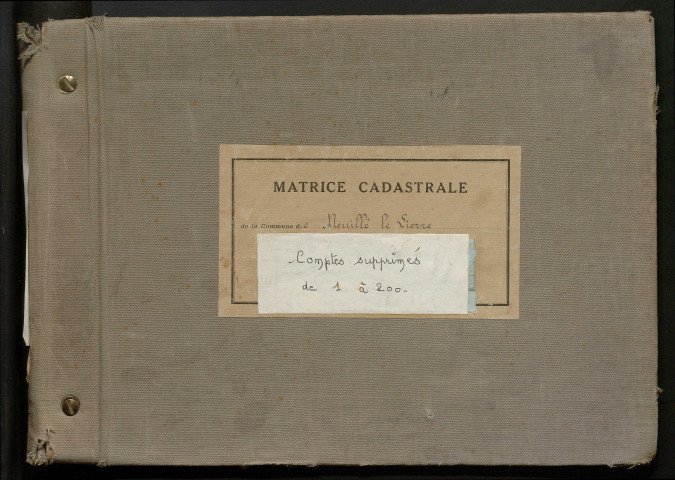 MATRICE CADASTRALE
de la Commune de Neuillé le Lierre
Comptes supprimés
de 1 à 200.